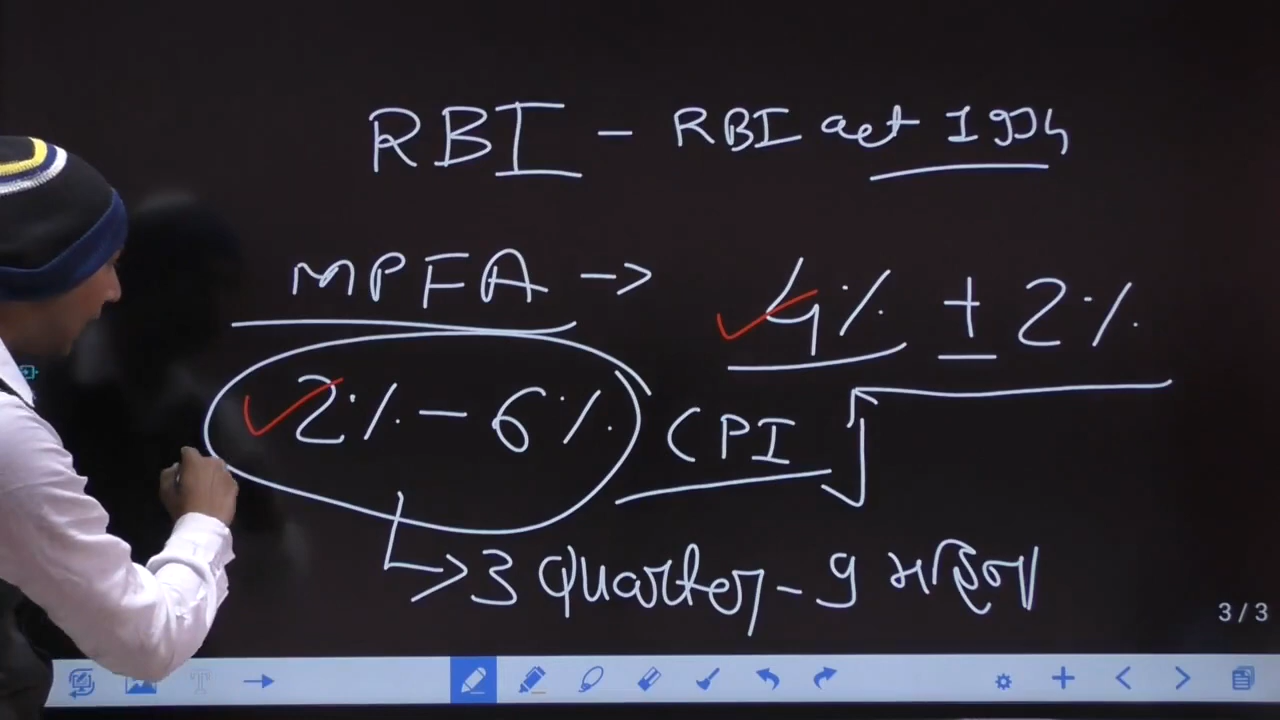 RBI - RBI act 1934
MPFA → 4% ± 2%
2% - 6% CPI
→ 3 Quarter - 9 महिना
3 / 3